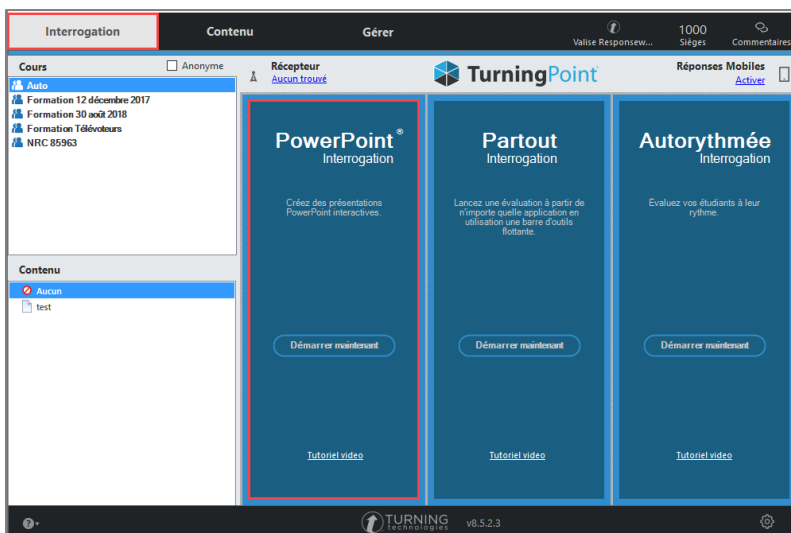 Interrogation
Contenu
Gérer
Valise Responsew...
1000
Sièges
Commentaires
Cours
Anonyme
Auto
Formation 12 décembre 2017
Formation 30 août 2018
Formation Télévoteurs
NRC 85963
Récepteur
Aucun trouvé
TurningPoint
Réponses Mobiles
Activer
PowerPoint ®
Interrogation
Créez des présentations
PowerPoint interactives.
Démarrer maintenant
Tutoriel video
Partout
Interrogation
Lancez une évaluation à partir de
n'importe quelle application en
utilisation une barre d'outils
flottante.
Démarrer maintenant
Tutoriel video
Autorythmée
Interrogation
Évaluez vos étudiants à leur
rythme.
Démarrer maintenant
Tutoriel video
Contenu
Aucun
test
TURNING
technologies
v8.5.2.3